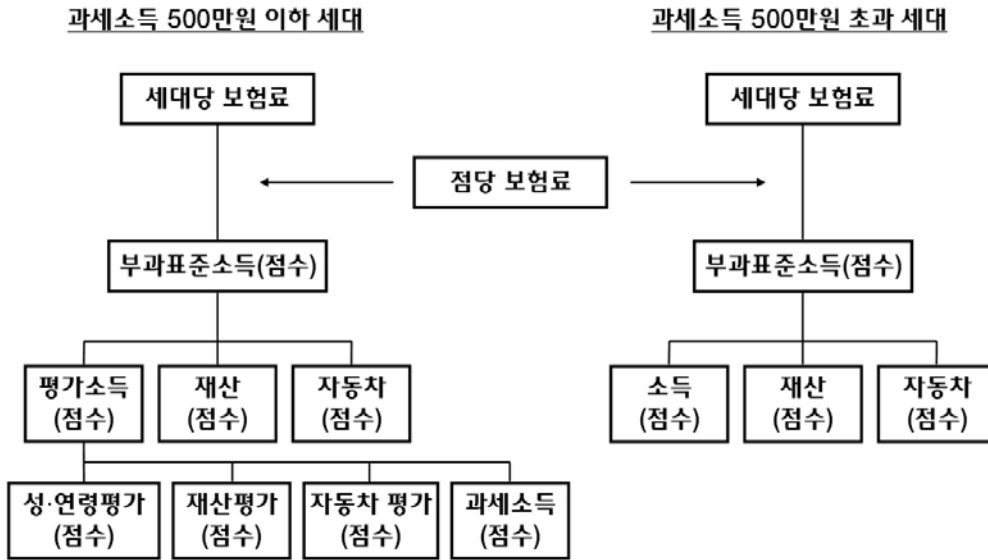 과세소득 500만원 이하 세대
과세소득 500만원 초과 세대
세대당 보험료
세대당 보험료
점당 보험료
부과표준소득(점수)
부과표준소득(점수)
평가소득
(점수)
재산
(점수)
자동차
(점수)
소득
(점수)
재산
(점수)
자동차
(점수)
성·연령평가
(점수)
재산평가
(점수)
자동차 평가
(점수)
과세소득
(점수)